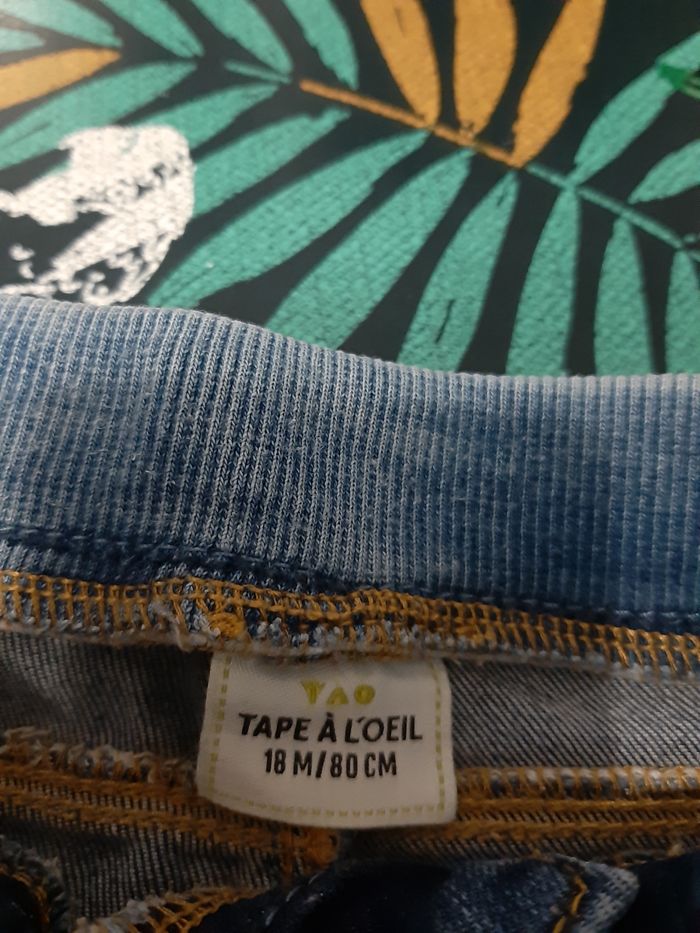 TAO
TAPE À L'OEIL
18 M/80 CM